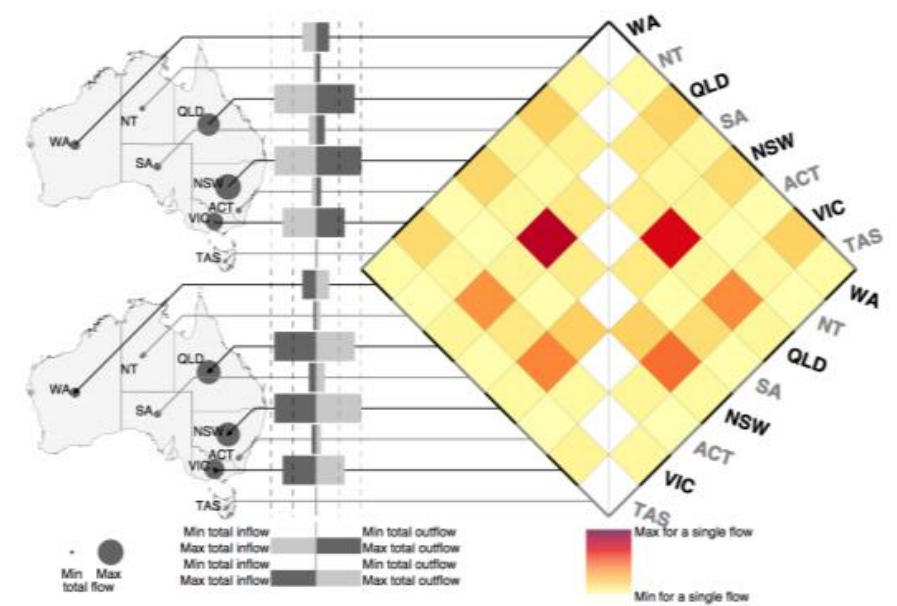 WA
NT
QLD
SA
NSW
ACT
VIC
TAS
WA
NT
QLD
SA
NSW
ACT
VIC
TAS
WA
NT
QLD
SA
NSW
ACT
VIC
TAS
WA
NT
QLD
SA
NSW
ACT
VIC
TAS
Min Max
total flow
Min total inflow Min total outflow
Max total inflow Max total outflow
Min total inflow Min total outflow
Max total inflow Max total outflow
Max for a single flow
Min for a single flow